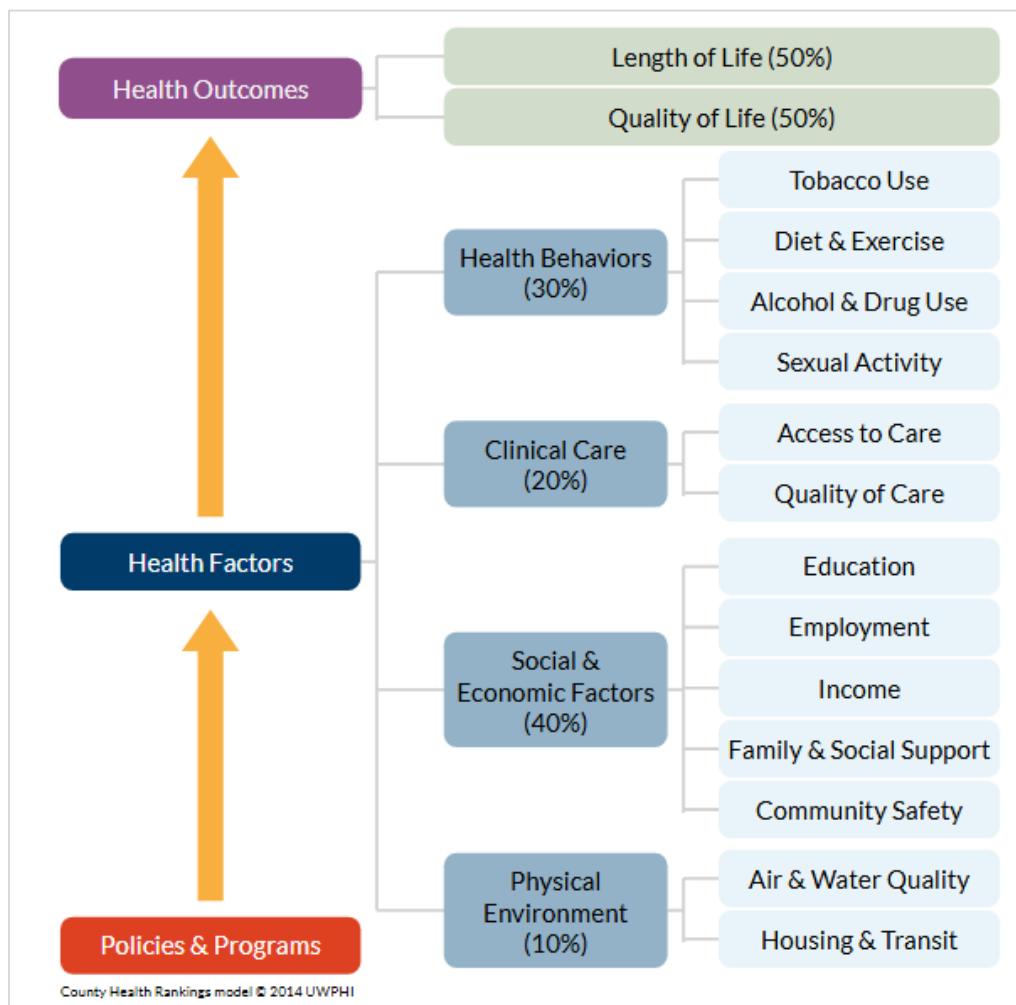 Health Outcomes
Length of Life (50%)
Quality of Life (50%)
Health Behaviors
(30%)
Tobacco Use
Diet & Exercise
Alcohol & Drug Use
Sexual Activity
Clinical Care
(20%)
Access to Care
Quality of Care
Health Factors
Social &
Economic Factors
(40%)
Education
Employment
Income
Family & Social Support
Community Safety
Physical
Environment
(10%)
Air & Water Quality
Housing & Transit
Policies & Programs
County Health Rankings model © 2014 UWPHI